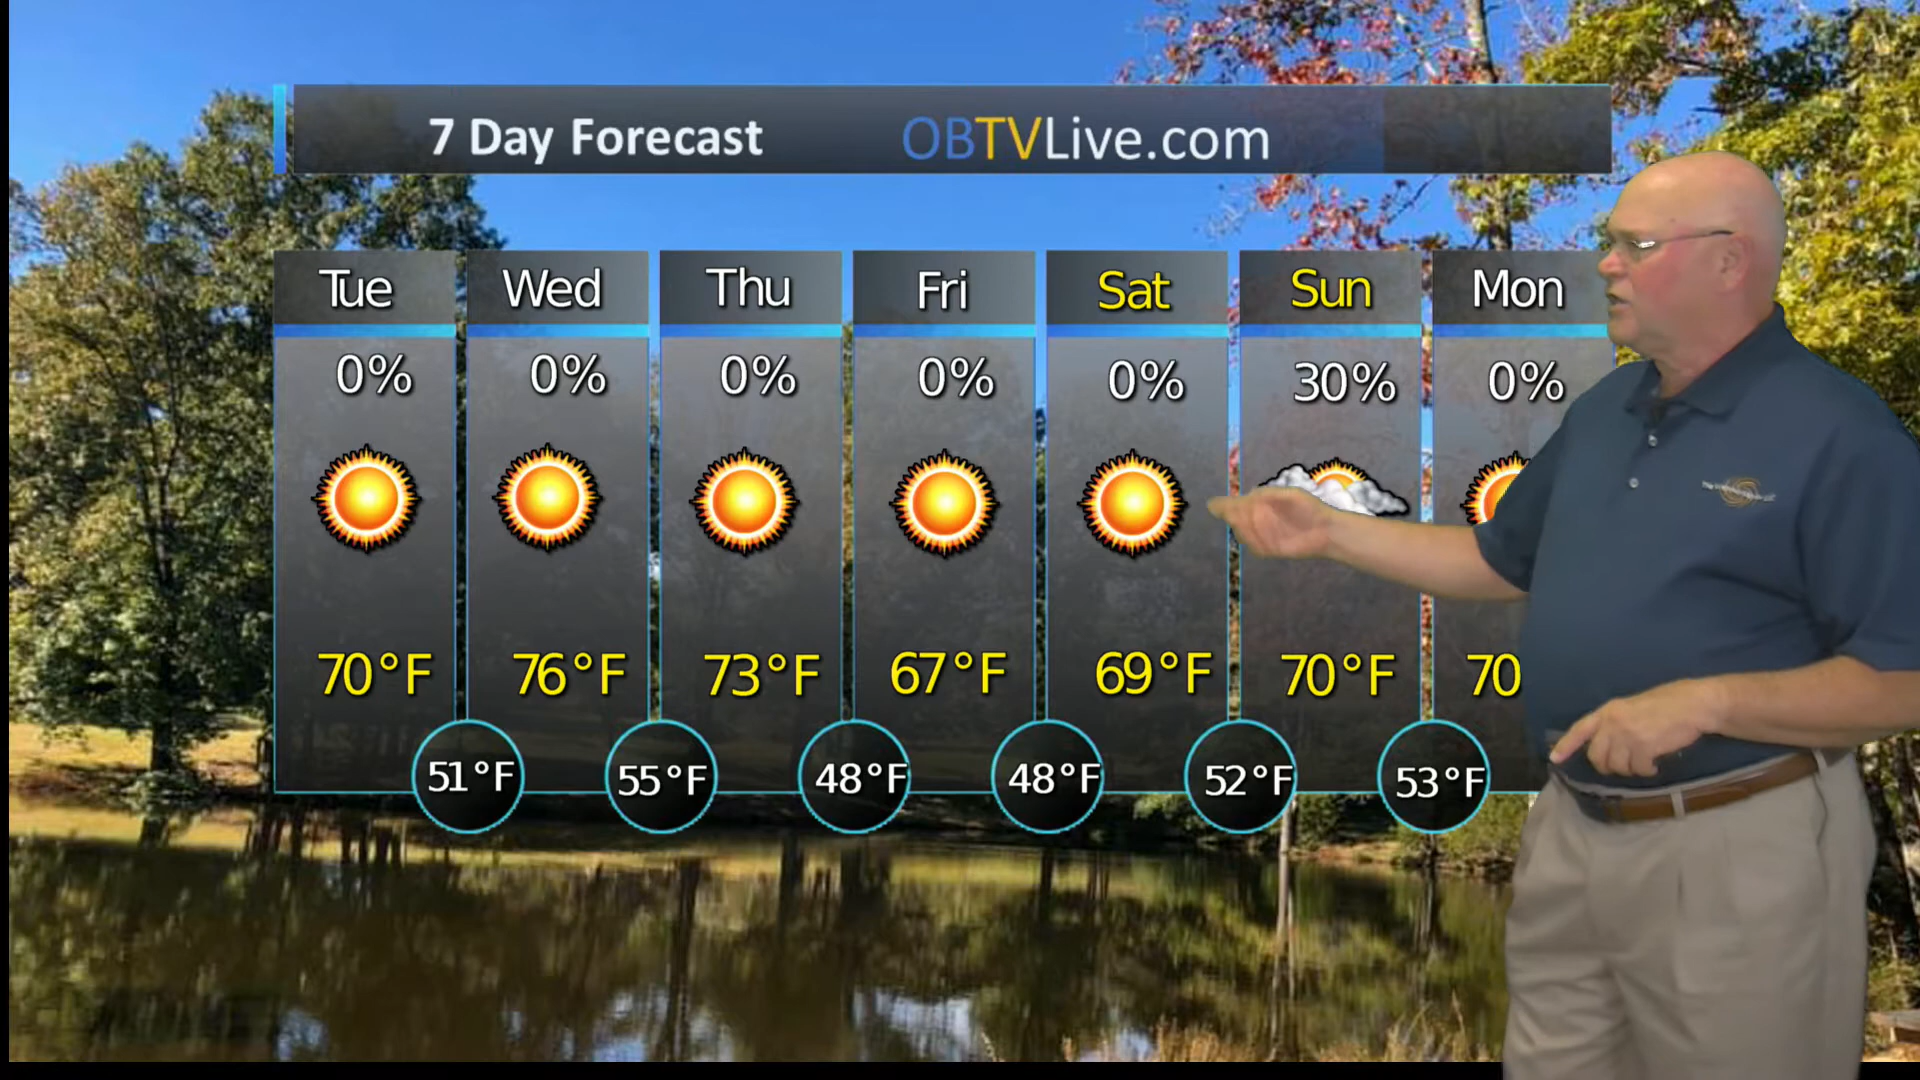 7 Day Forecast OBTVLive.com
Tue Wed Thu Fri Sat Sun Mon
0% 0% 0% 0% 0% 30% 0%
70°F 76°F 73°F 67°F 69°F 70°F 70
51°F 55°F 48°F 48°F 52°F 53°F